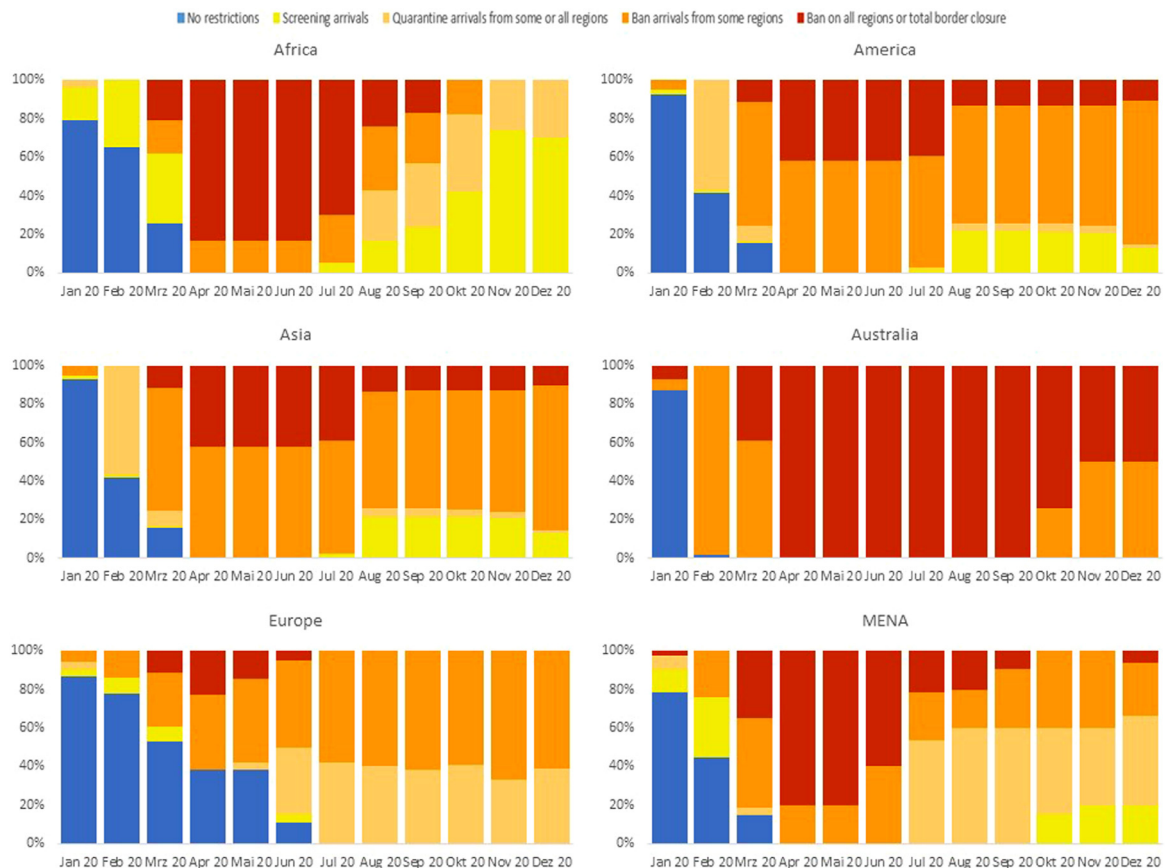 No restrictions Screening arrivals Quarantine arrivals from some or all regions Ban arrivals from some regions Ban on all regions or total border closure
Africa
100%
80%
60%
40%
20%
0%
Jan 20 Feb 20 Mrz 20 Apr 20 Mai 20 Jun 20 Jul 20 Aug 20 Sep 20 Okt 20 Nov 20 Dez 20
America
100%
80%
60%
40%
20%
0%
Jan 20 Feb 20 Mrz 20 Apr 20 Mai 20 Jun 20 Jul 20 Aug 20 Sep 20 Okt 20 Nov 20 Dez 20
Asia
100%
80%
60%
40%
20%
0%
Jan 20 Feb 20 Mrz 20 Apr 20 Mai 20 Jun 20 Jul 20 Aug 20 Sep 20 Okt 20 Nov 20 Dez 20
Australia
100%
80%
60%
40%
20%
0%
Jan 20 Feb 20 Mrz 20 Apr 20 Mai 20 Jun 20 Jul 20 Aug 20 Sep 20 Okt 20 Nov 20 Dez 20
Europe
100%
80%
60%
40%
20%
0%
Jan 20 Feb 20 Mrz 20 Apr 20 Mai 20 Jun 20 Jul 20 Aug 20 Sep 20 Okt 20 Nov 20 Dez 20
MENA
100%
80%
60%
40%
20%
0%
Jan 20 Feb 20 Mrz 20 Apr 20 Mai 20 Jun 20 Jul 20 Aug 20 Sep 20 Okt 20 Nov 20 Dez 20